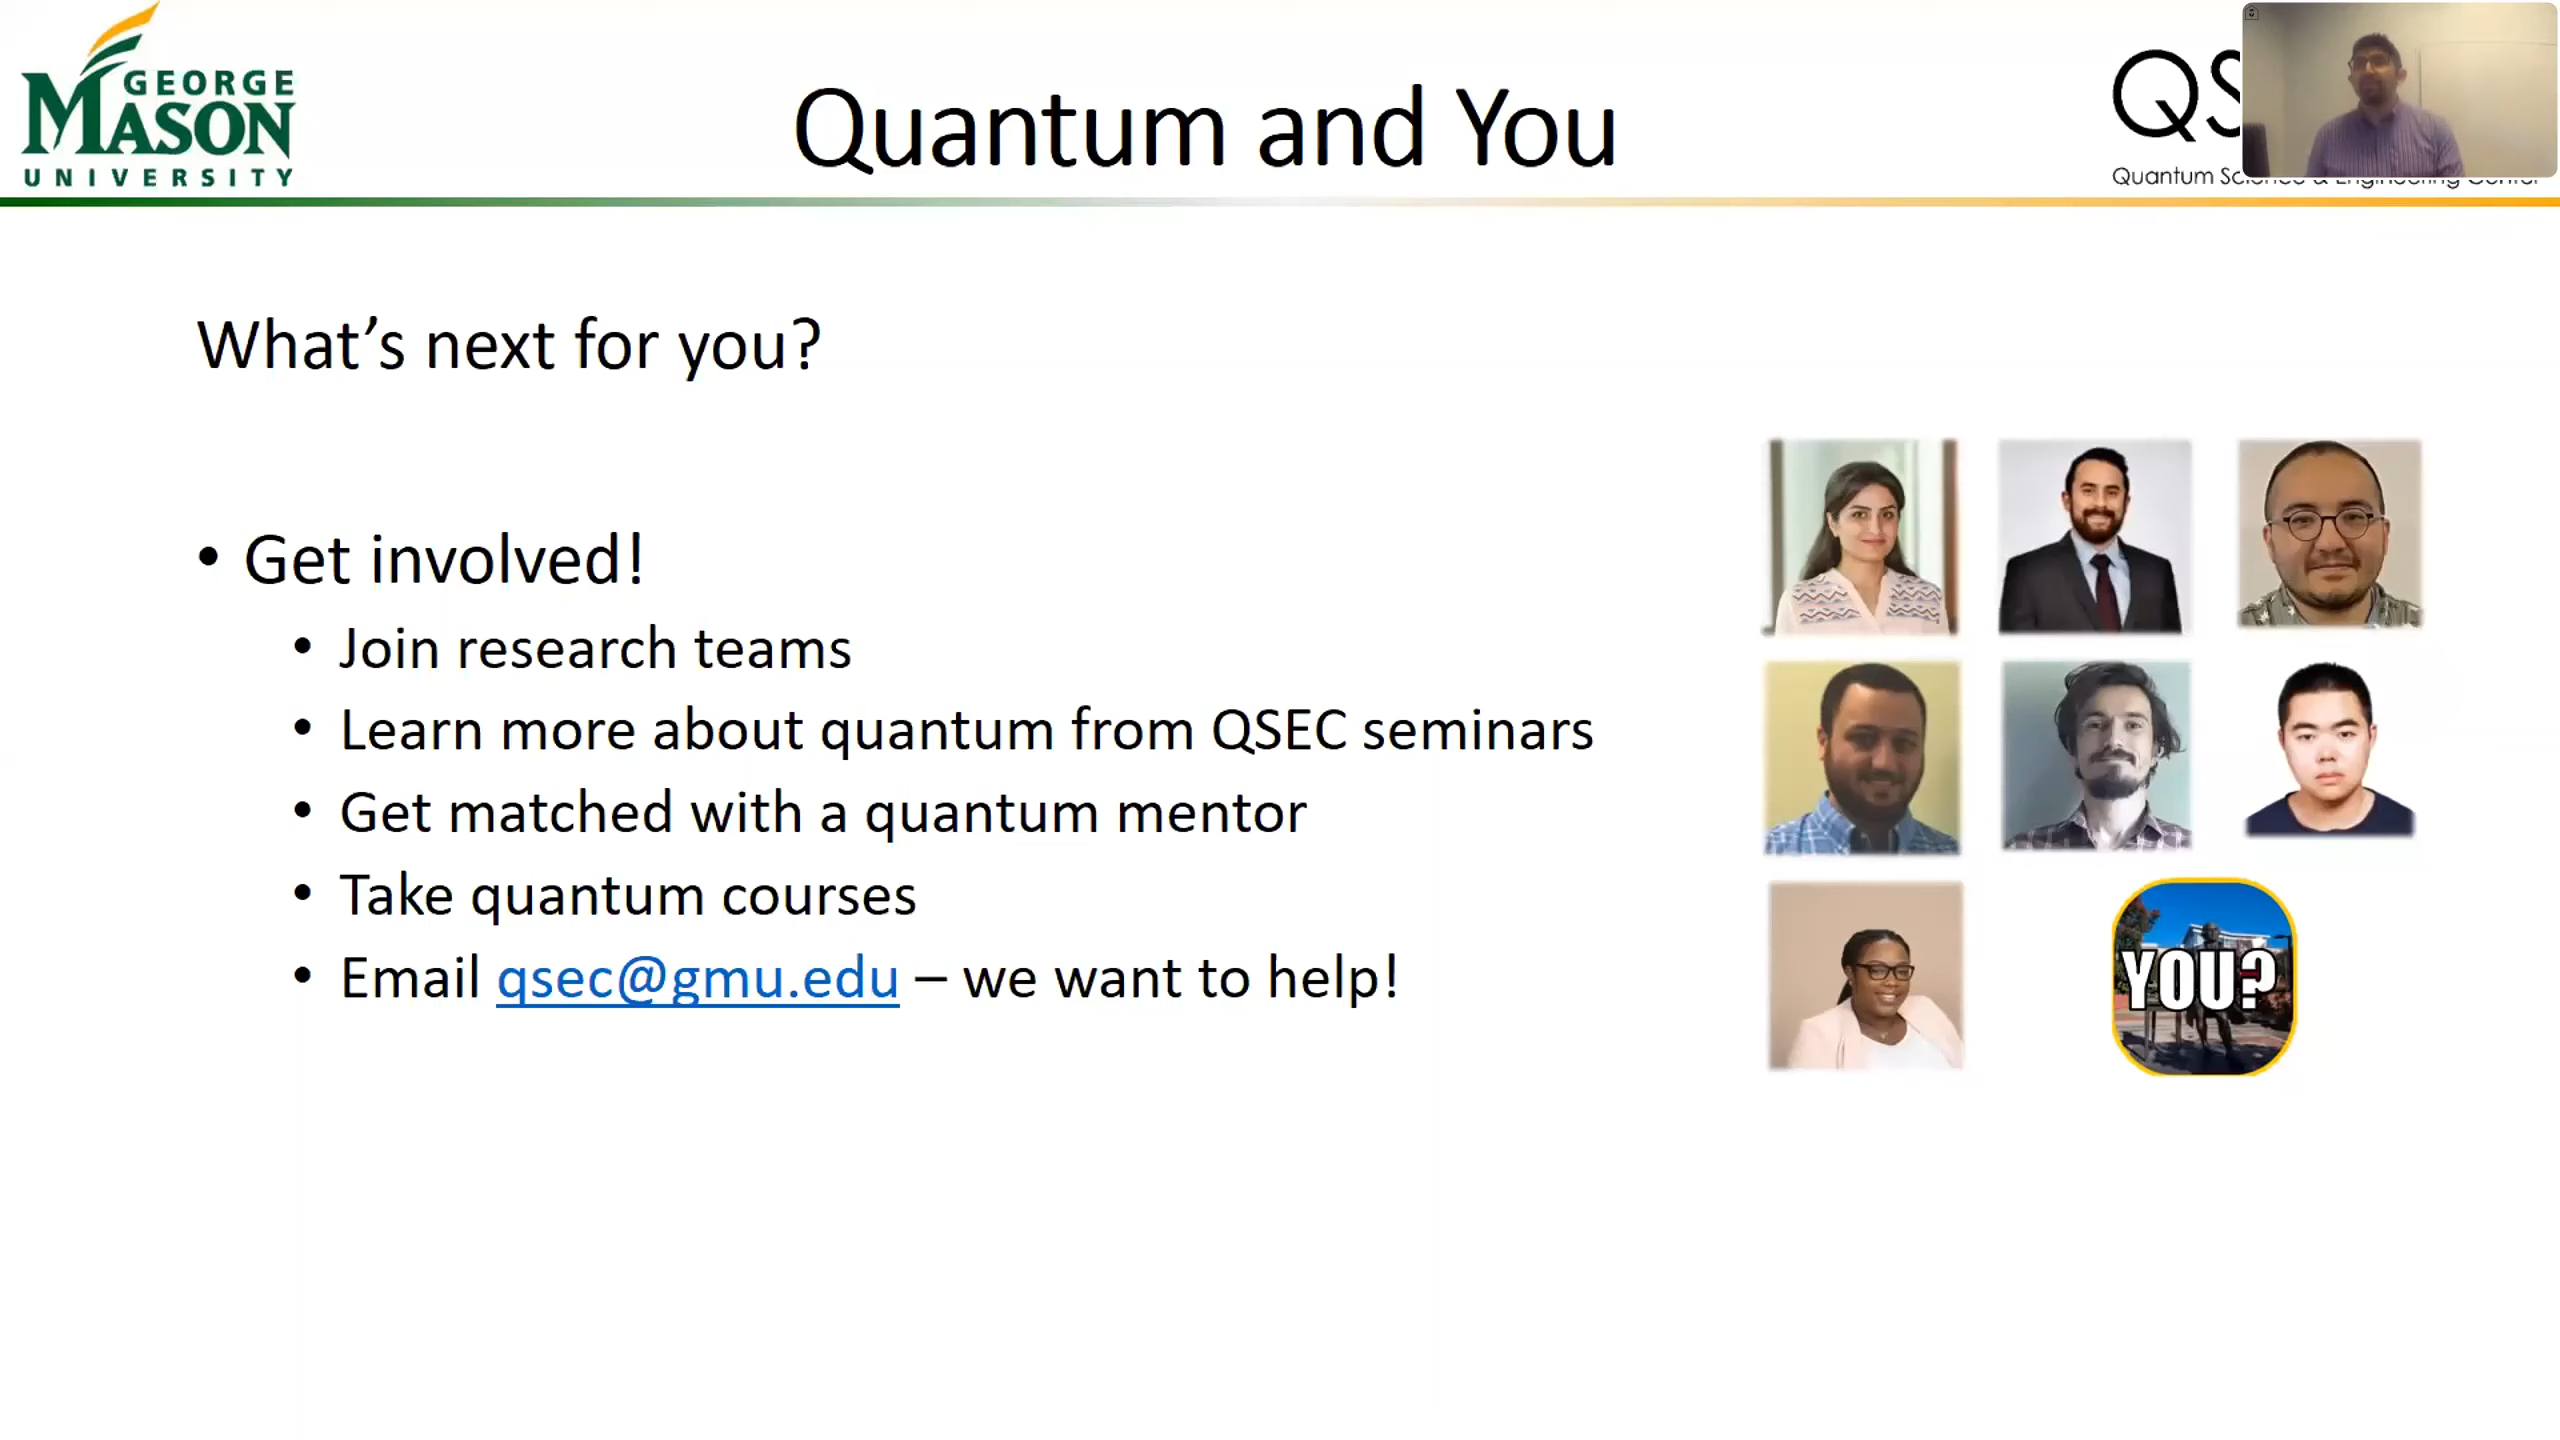 GEORGE
MASON
UNIVERSITY
Quantum and You
Quantum
What’s next for you?
• Get involved!
• Join research teams
• Learn more about quantum from QSEC seminars
• Get matched with a quantum mentor
• Take quantum courses
• Email qsec@gmu.edu – we want to help!
YOU?